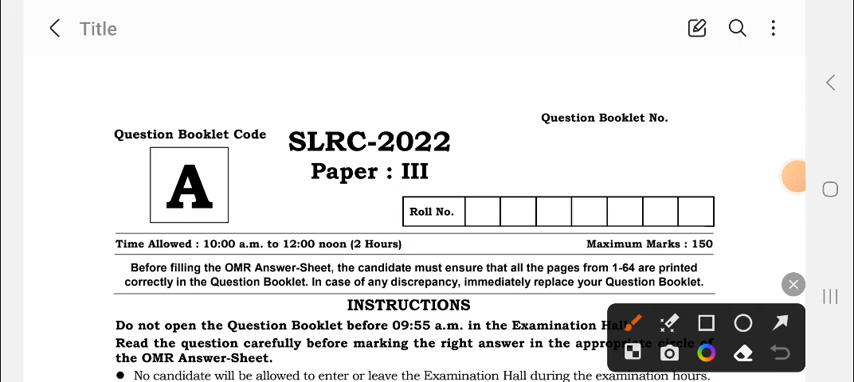 Title
Question Booklet No.
Question Booklet Code
SLRC-2022
Paper : III
A
Roll No.
Time Allowed : 10:00 a.m. to 12:00 noon (2 Hours)
Maximum Marks : 150
Before filling the OMR Answer-Sheet, the candidate must ensure that all the pages from 1-64 are printed
correctly in the Question Booklet. In case of any discrepancy, immediately replace your Question Booklet.
INSTRUCTIONS
Do not open the Question Booklet before 09:55 a.m. in the Examination
Read the question carefully before marking the right answer in the appropriate circle of
the OMR Answer-Sheet.
● No candidate will be allowed to enter or leave the Examination Hall during the examination hours.